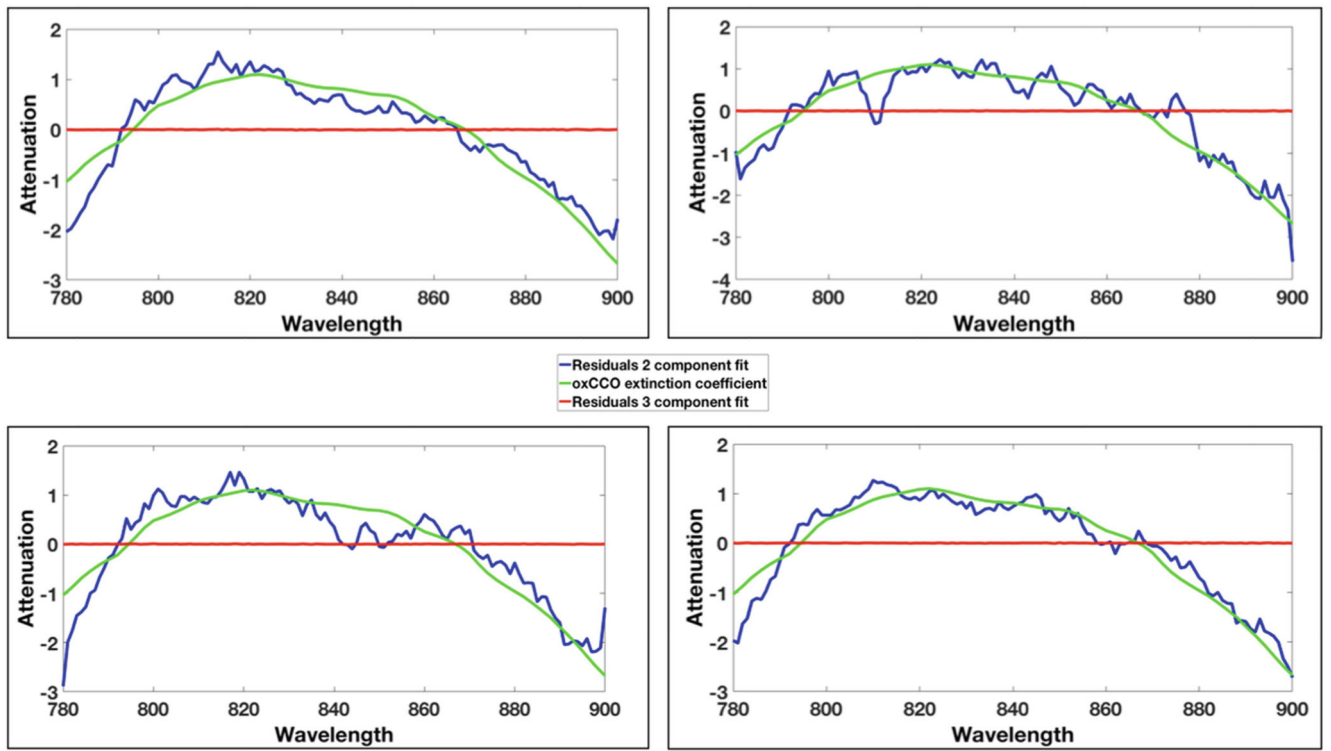 2
1
0
-1
-2
-3
Attenuation
780 800 820 840 860 880 900
Wavelength
2
1
0
-1
-2
-3
-4
Attenuation
780 800 820 840 860 880 900
Wavelength
Residuals 2 component fit
oxCCO extinction coefficient
Residuals 3 component fit
2
1
0
-1
-2
-3
Attenuation
780 800 820 840 860 880 900
Wavelength
2
1
0
-1
-2
-3
Attenuation
780 800 820 840 860 880 900
Wavelength